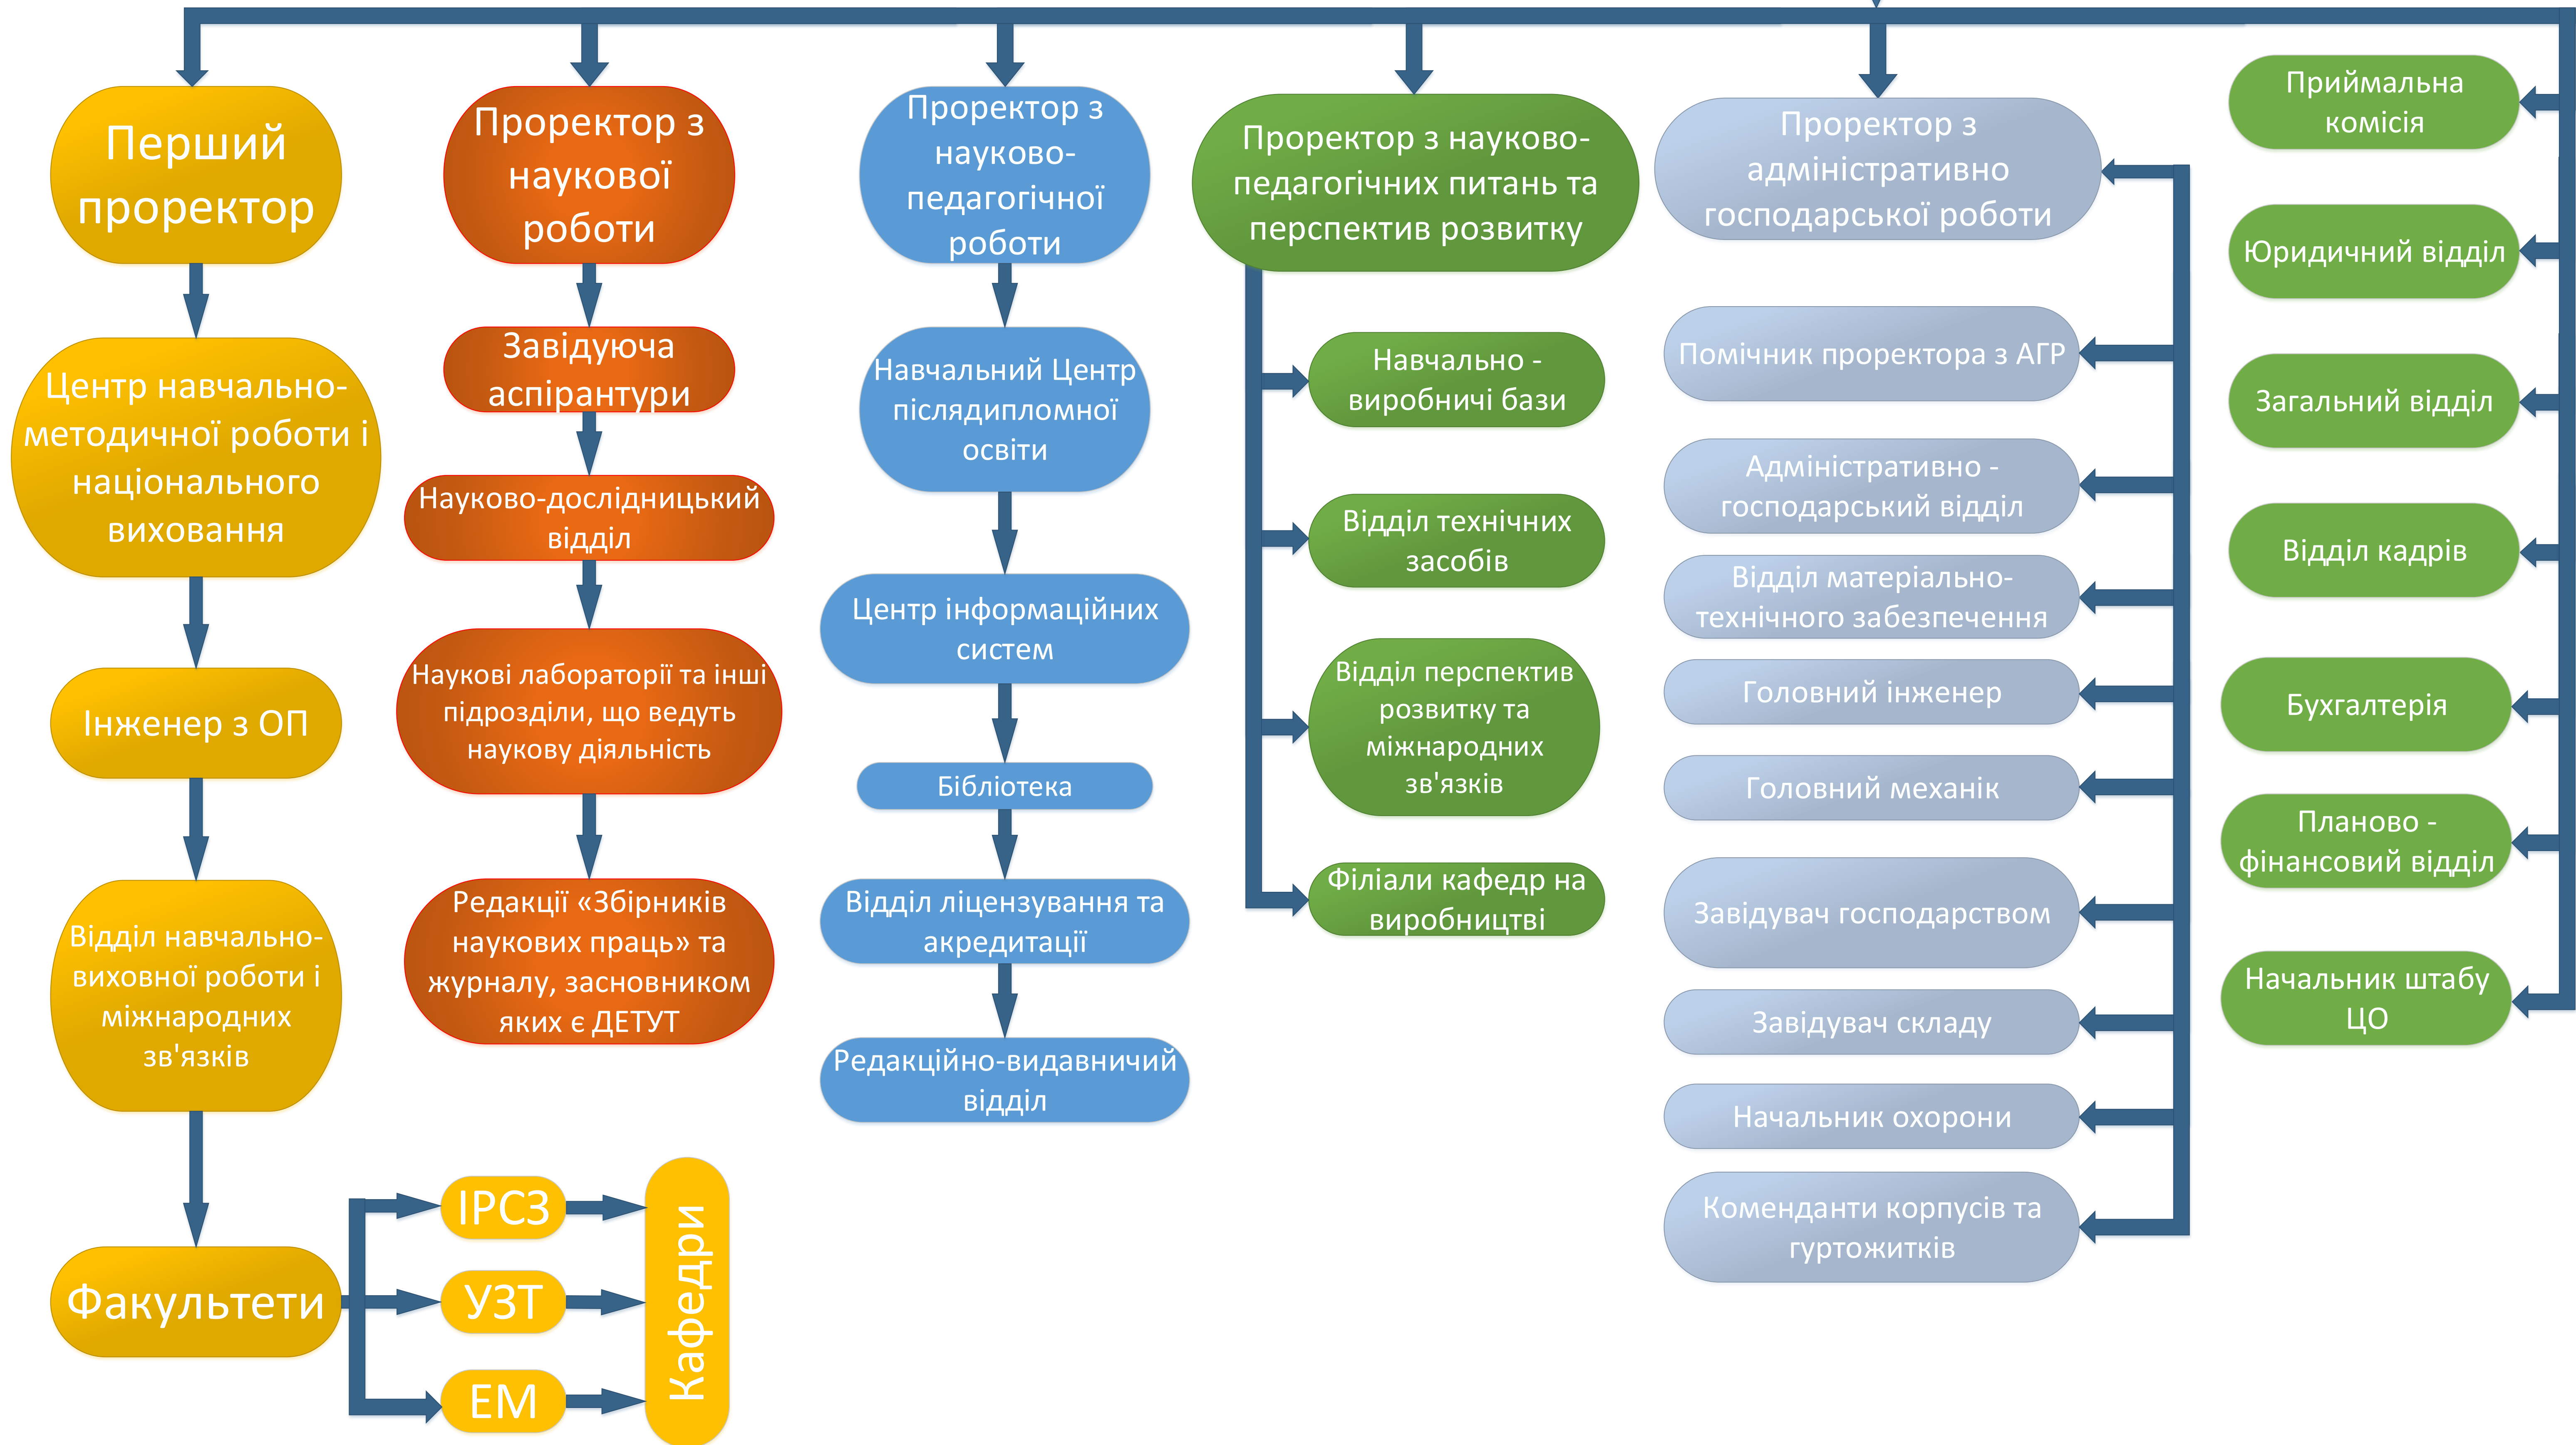 Перший
проректор
Центр навчально-
методичної роботи і
національного
виховання
Інженер з ОП
Відділ навчально-
виховної роботи і
міжнародних
зв'язків
Факультети
ІРСЗ
УЗТ
ЕМ
Кафедри
Проректор з
наукової
роботи
Завідуюча
аспірантури
Науково-дослідницький
відділ
Наукові лабораторії та інші
підрозділи, що ведуть
наукову діяльність
Редакції «Збірників
наукових праць» та
журналу, засновником
яких є ДЕТУТ
Проректор з
науково-
педагогічної
роботи
Навчальний Центр
післядипломної
освіти
Центр інформаційних
систем
Бібліотека
Відділ ліцензування та
акредитації
Редакційно-видавничий
відділ
Проректор з науково-
педагогічних питань та
перспектив розвитку
Навчально -
виробничі бази
Відділ технічних
засобів
Відділ перспектив
розвитку та
міжнародних
зв'язків
Філіали кафедр на
виробництві
Проректор з
адміністративно
господарської роботи
Помічник проректора з АГР
Адміністративно -
господарський відділ
Відділ матеріально-
технічного забезпечення
Головний інженер
Головний механік
Завідувач господарством
Завідувач складу
Начальник охорони
Коменданти корпусів та
гуртожитків
Приймальна
комісія
Юридичний відділ
Загальний відділ
Відділ кадрів
Бухгалтерія
Планово -
фінансовий відділ
Начальник штабу
ЦО